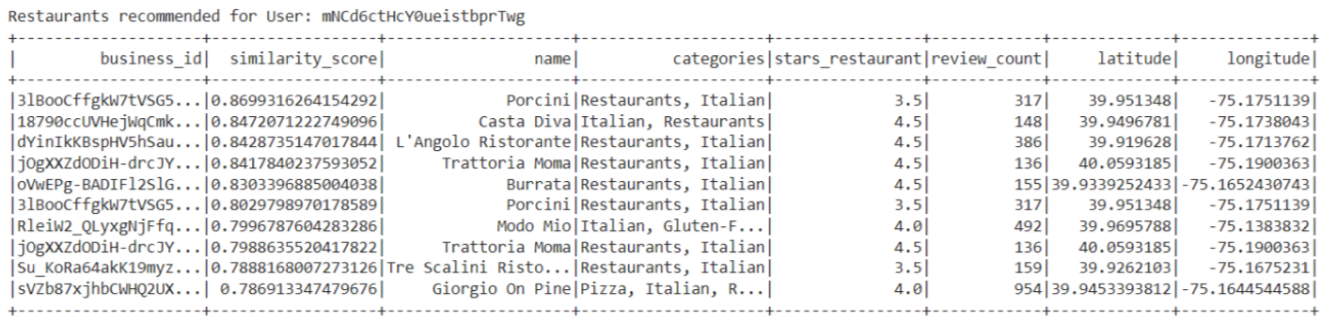 Restaurants recommended for User: mNCd6ctHcY0ueistbprTwg
+--------------------+------------------+--------------------+--------------------+----------------+------------+-------------+--------------+
|         business_id|  similarity_score|                name|          categories|stars_restaurant|review_count|     latitude|     longitude|
+--------------------+------------------+--------------------+--------------------+----------------+------------+-------------+--------------+
|3lBooCffgkW7tVSG5...|0.8699316264154292|             Porcini|Restaurants, Italian|             3.5|         317|    39.951348|   -75.1751139|
|18790ccUVHejWqCmk...|0.8472071222749096|          Casta Diva|Italian, Restaurants|             4.5|         148|   39.9496781|   -75.1738043|
|dYinIkKBspHV5hSau...|0.8428735147017844| L'Angolo Ristorante|Restaurants, Italian|             4.5|         386|    39.919628|   -75.1713762|
|jOgXXZdODiH-drcJY...|0.8417840237593052|      Trattoria Moma|Restaurants, Italian|             4.5|         136|   40.0593185|   -75.1900363|
|oVwEPg-BADIFl2SlG...|0.8303396885004038|             Burrata|Restaurants, Italian|             4.5|         155|39.9339252433|-75.1652430743|
|3lBooCffgkW7tVSG5...|0.8029798970178589|             Porcini|Restaurants, Italian|             3.5|         317|    39.951348|   -75.1751139|
|RleiW2_QLyxgNjFfq...|0.7996787604283286|            Modo Mio|Italian, Gluten-F...|             4.0|         492|   39.9695788|   -75.1383832|
|jOgXXZdODiH-drcJY...|0.7988635520417822|      Trattoria Moma|Restaurants, Italian|             4.5|         136|   40.0593185|   -75.1900363|
|Su_KoRa64akK19myz...|0.7888168007273126|Tre Scalini Risto...|Restaurants, Italian|             3.5|         159|   39.9262103|   -75.1675231|
|sVZb87xjhbCWHQ2UX...| 0.786913347479676|     Giorgio On Pine|Pizza, Italian, R...|             4.0|         954|39.9453393812|-75.1644544588|
+--------------------+------------------+--------------------+--------------------+----------------+------------+-------------+--------------+